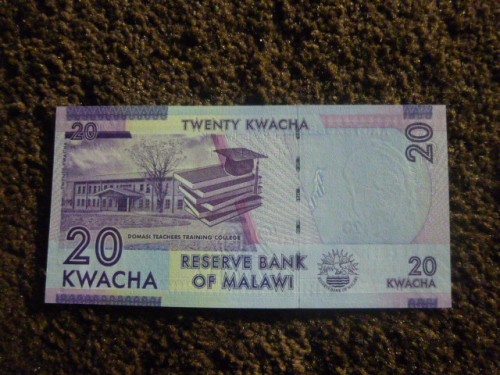 20
TWENTY KWACHA
20
DOMASI TEACHERS TRAINING COLLEGE
20
KWACHA
RESERVE BANK
OF MALAWI
20
KWACHA